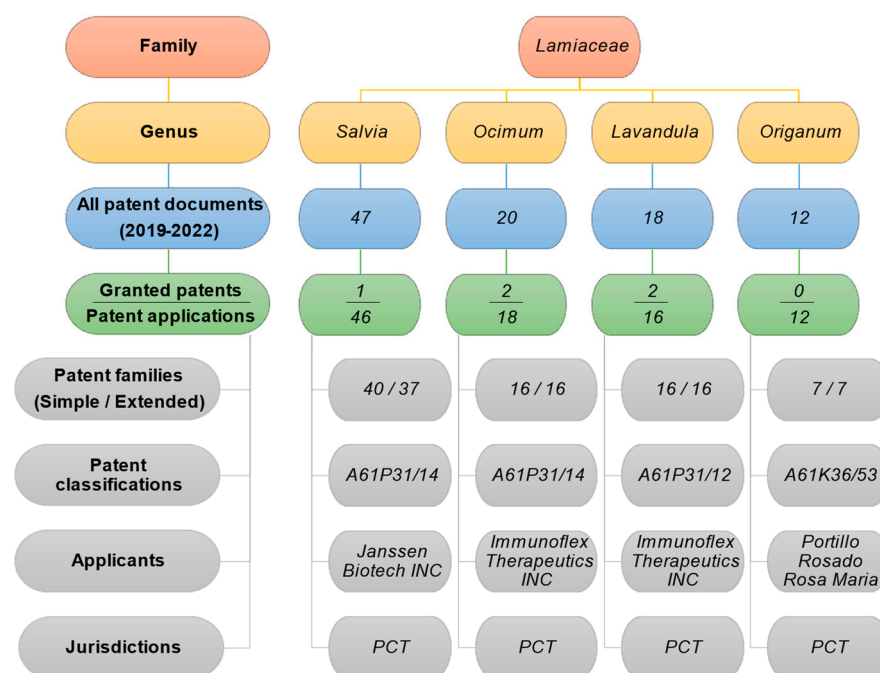 Family
Lamiaceae
Genus
Salvia
Ocimum
Lavandula
Origanum
All patent documents
(2019-2022)
47
20
18
12
Granted patents
Patent applications
1
46
2
18
2
16
0
12
Patent families
(Simple / Extended)
40 / 37
16 / 16
16 / 16
7 / 7
Patent
classifications
A61P31/14
A61P31/14
A61P31/12
A61K36/53
Applicants
Janssen
Biotech INC
Immunoflex
Therapeutics
INC
Immunoflex
Therapeutics
INC
Portillo
Rosado
Rosa Maria
Jurisdictions
PCT
PCT
PCT
PCT